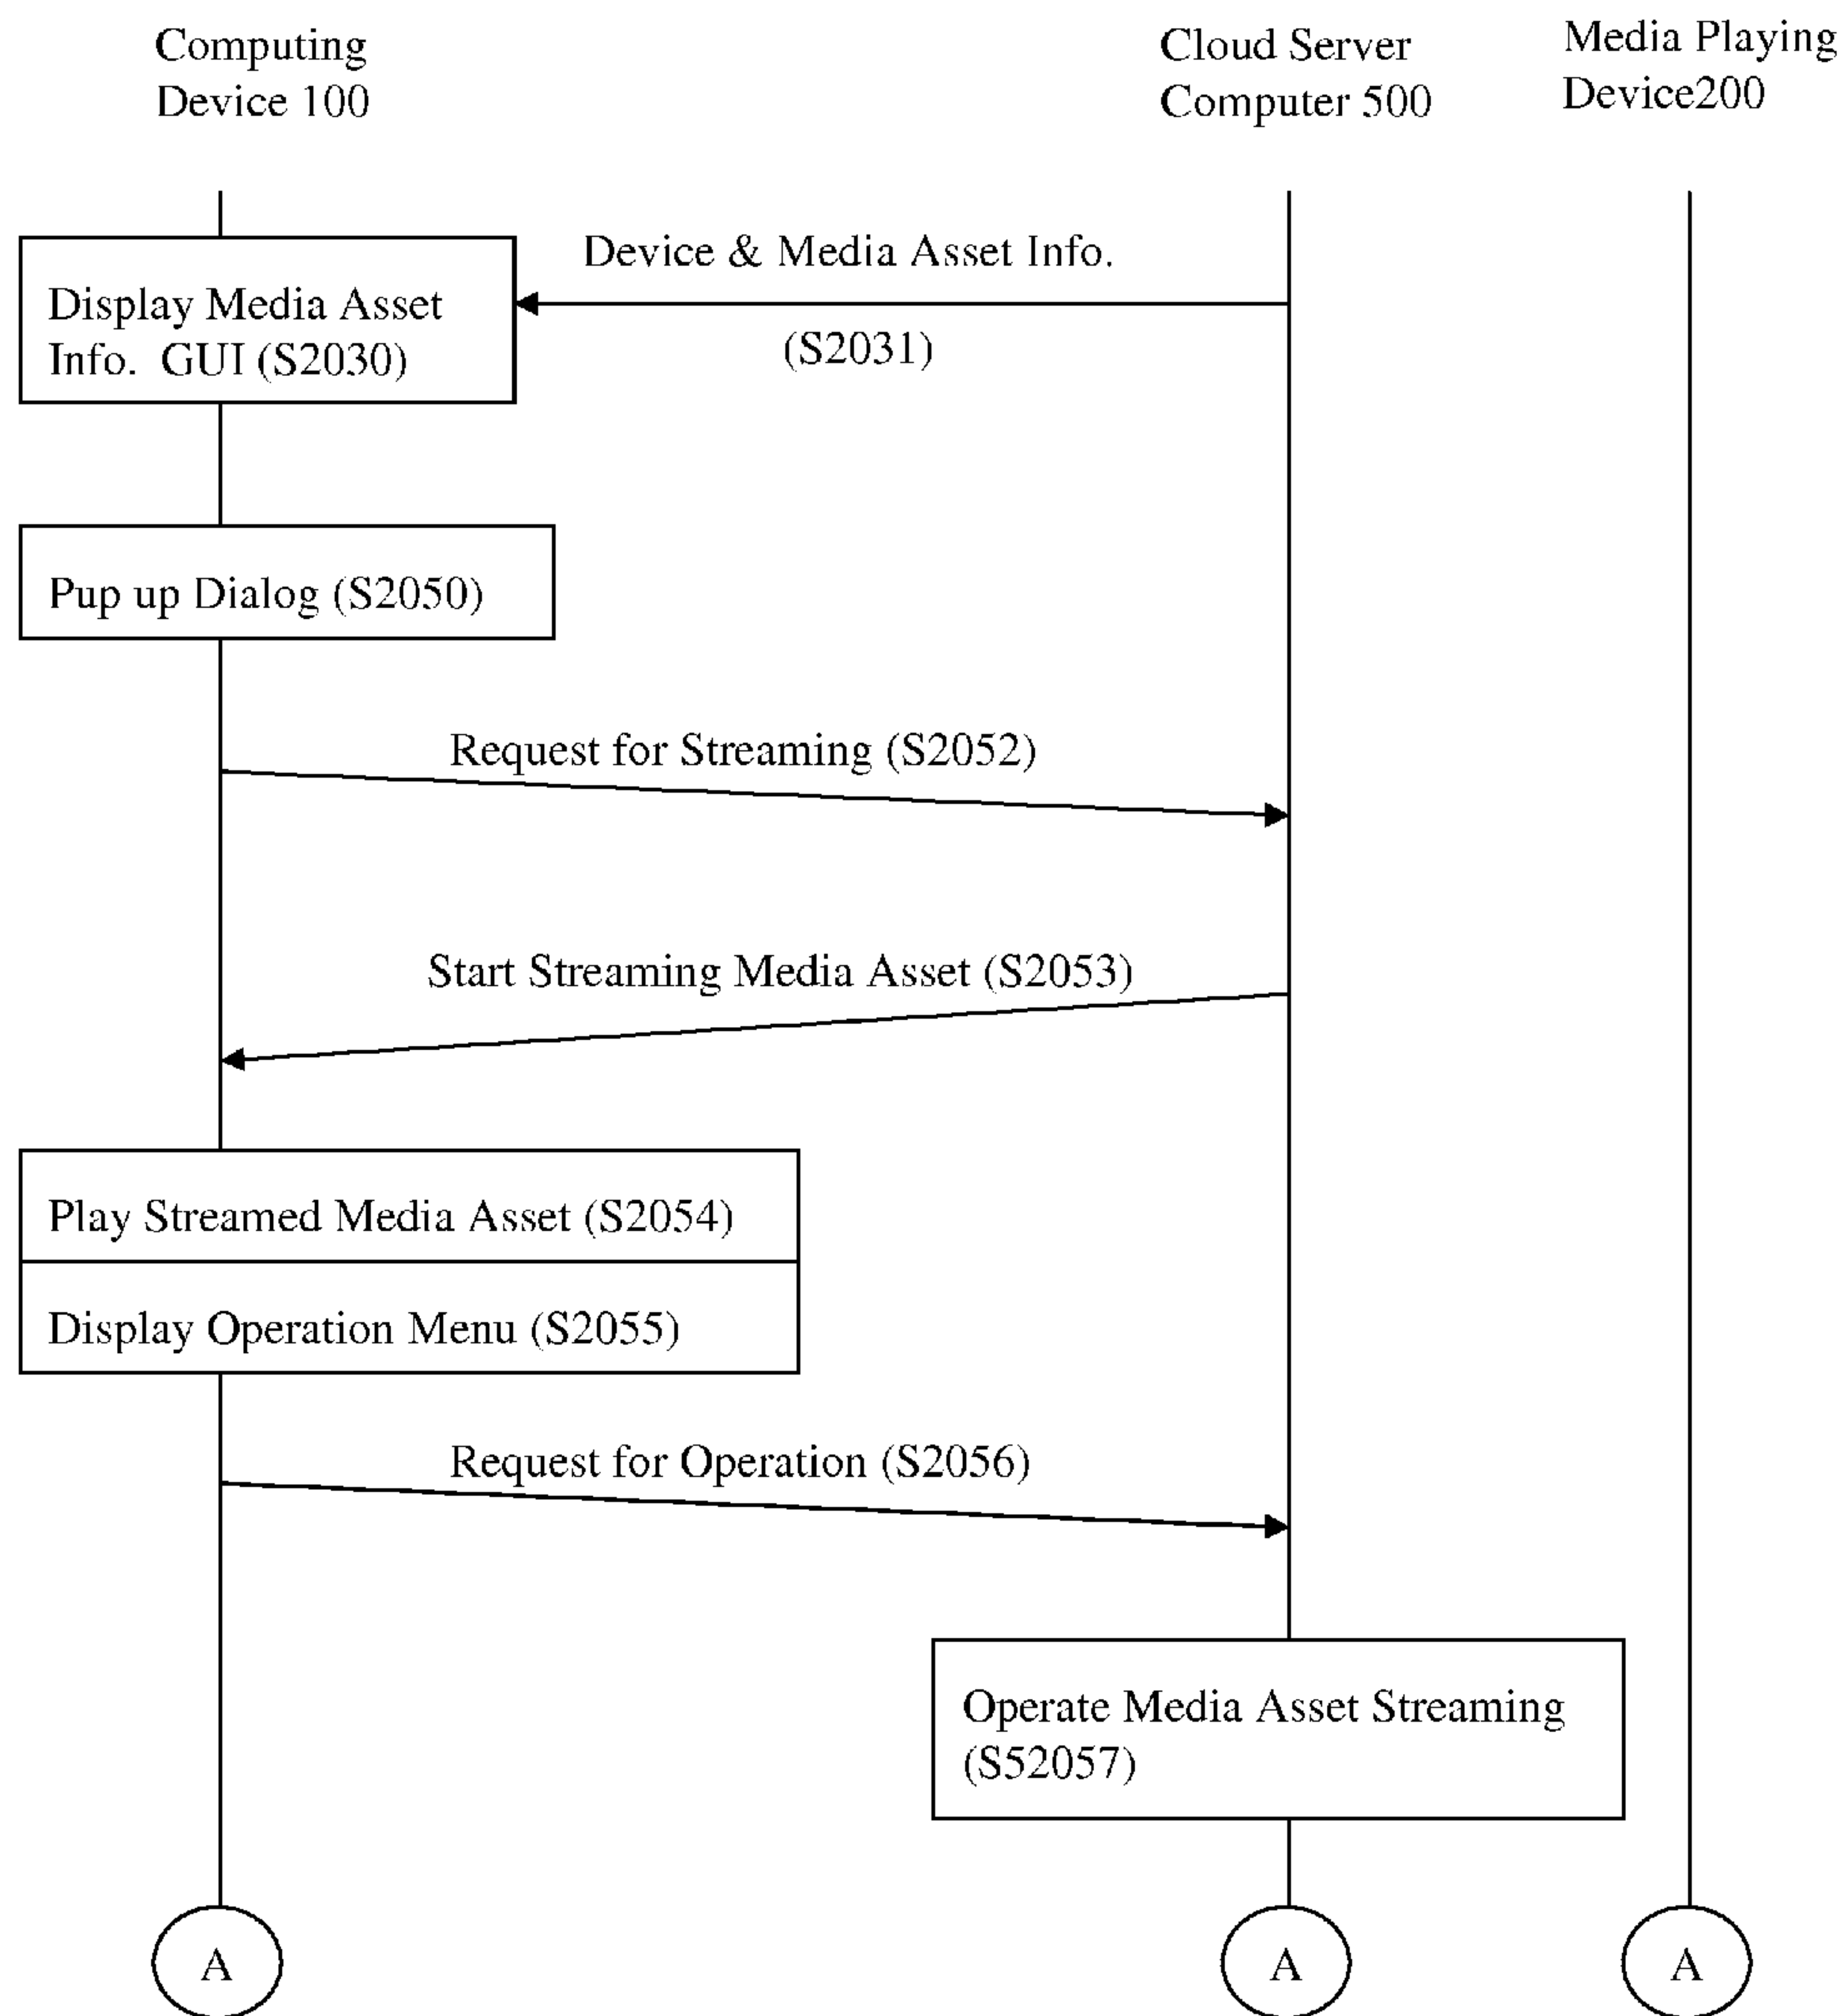 Computing
Device 100
Cloud Server
Computer 500
Media Playing
Device200
Device & Media Asset Info.
(S2031)
Display Media Asset
Info. GUI (S2030)
Pup up Dialog (S2050)
Request for Streaming (S2052)
Start Streaming Media Asset (S2053)
Play Streamed Media Asset (S2054)
Display Operation Menu (S2055)
Request for Operation (S2056)
Operate Media Asset Streaming
(S52057)
A
A
A